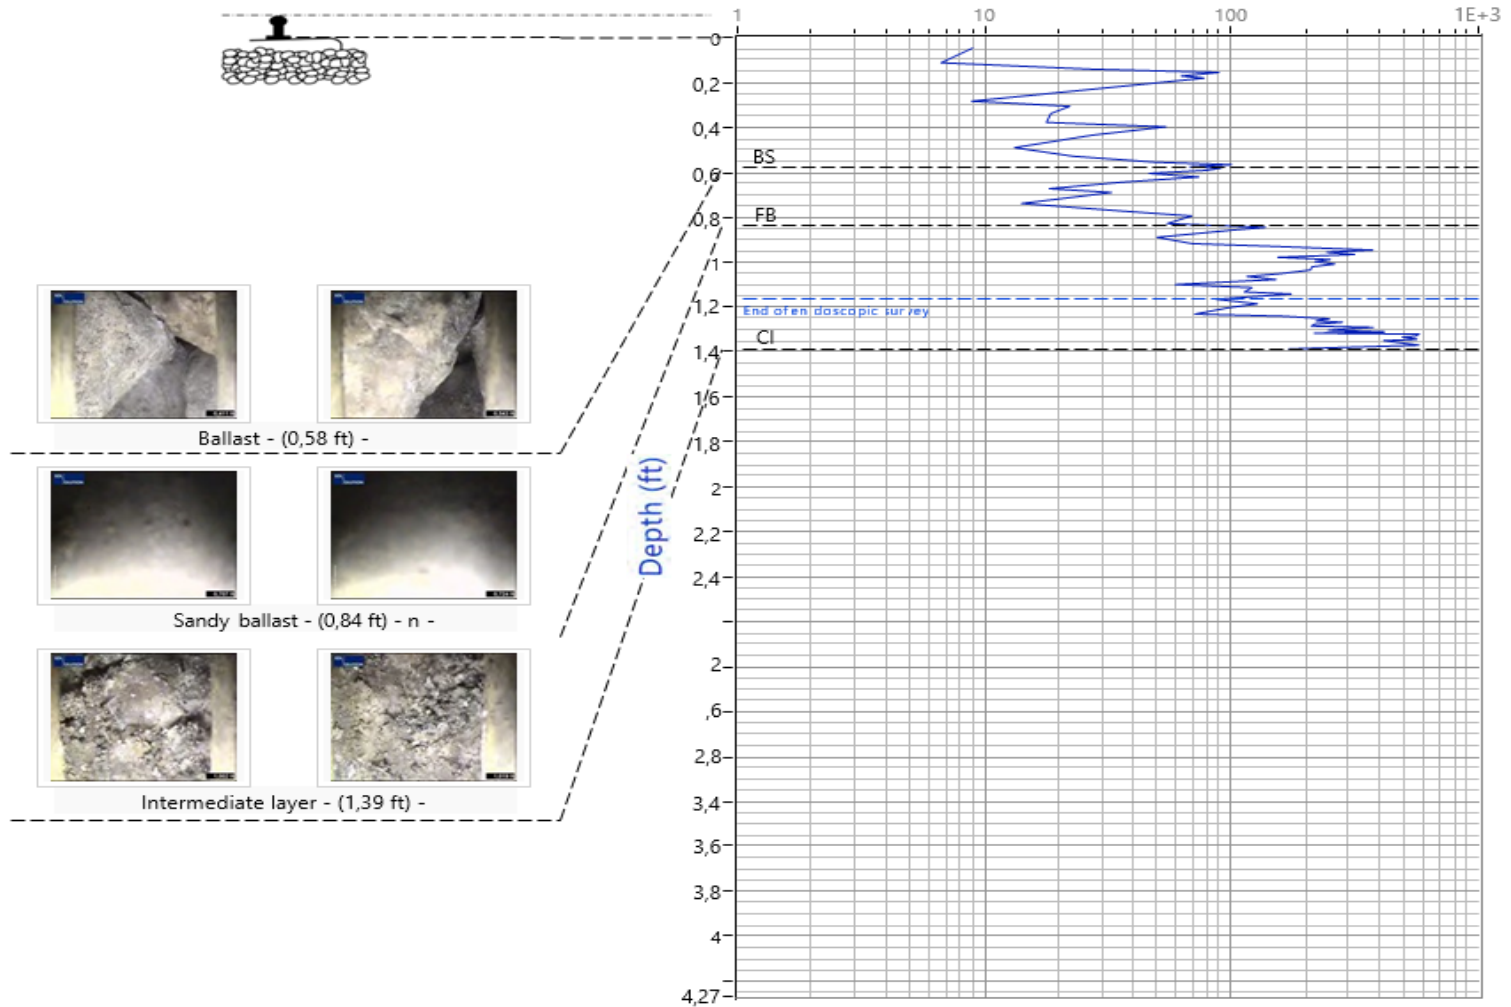 1 10 100 1E+3
0
0,2
0,4
BS
0,6
FB
0,8
1
1,2
End of endoscopic survey
CI
1,4
1,6
1,8
2
2,2
2,4
2
,6
2,8
3,4
3,6
3,8
4
4,27
Depth (ft)
Ballast - (0,58 ft) -
Sandy ballast - (0,84 ft) - n -
Intermediate layer - (1,39 ft) -